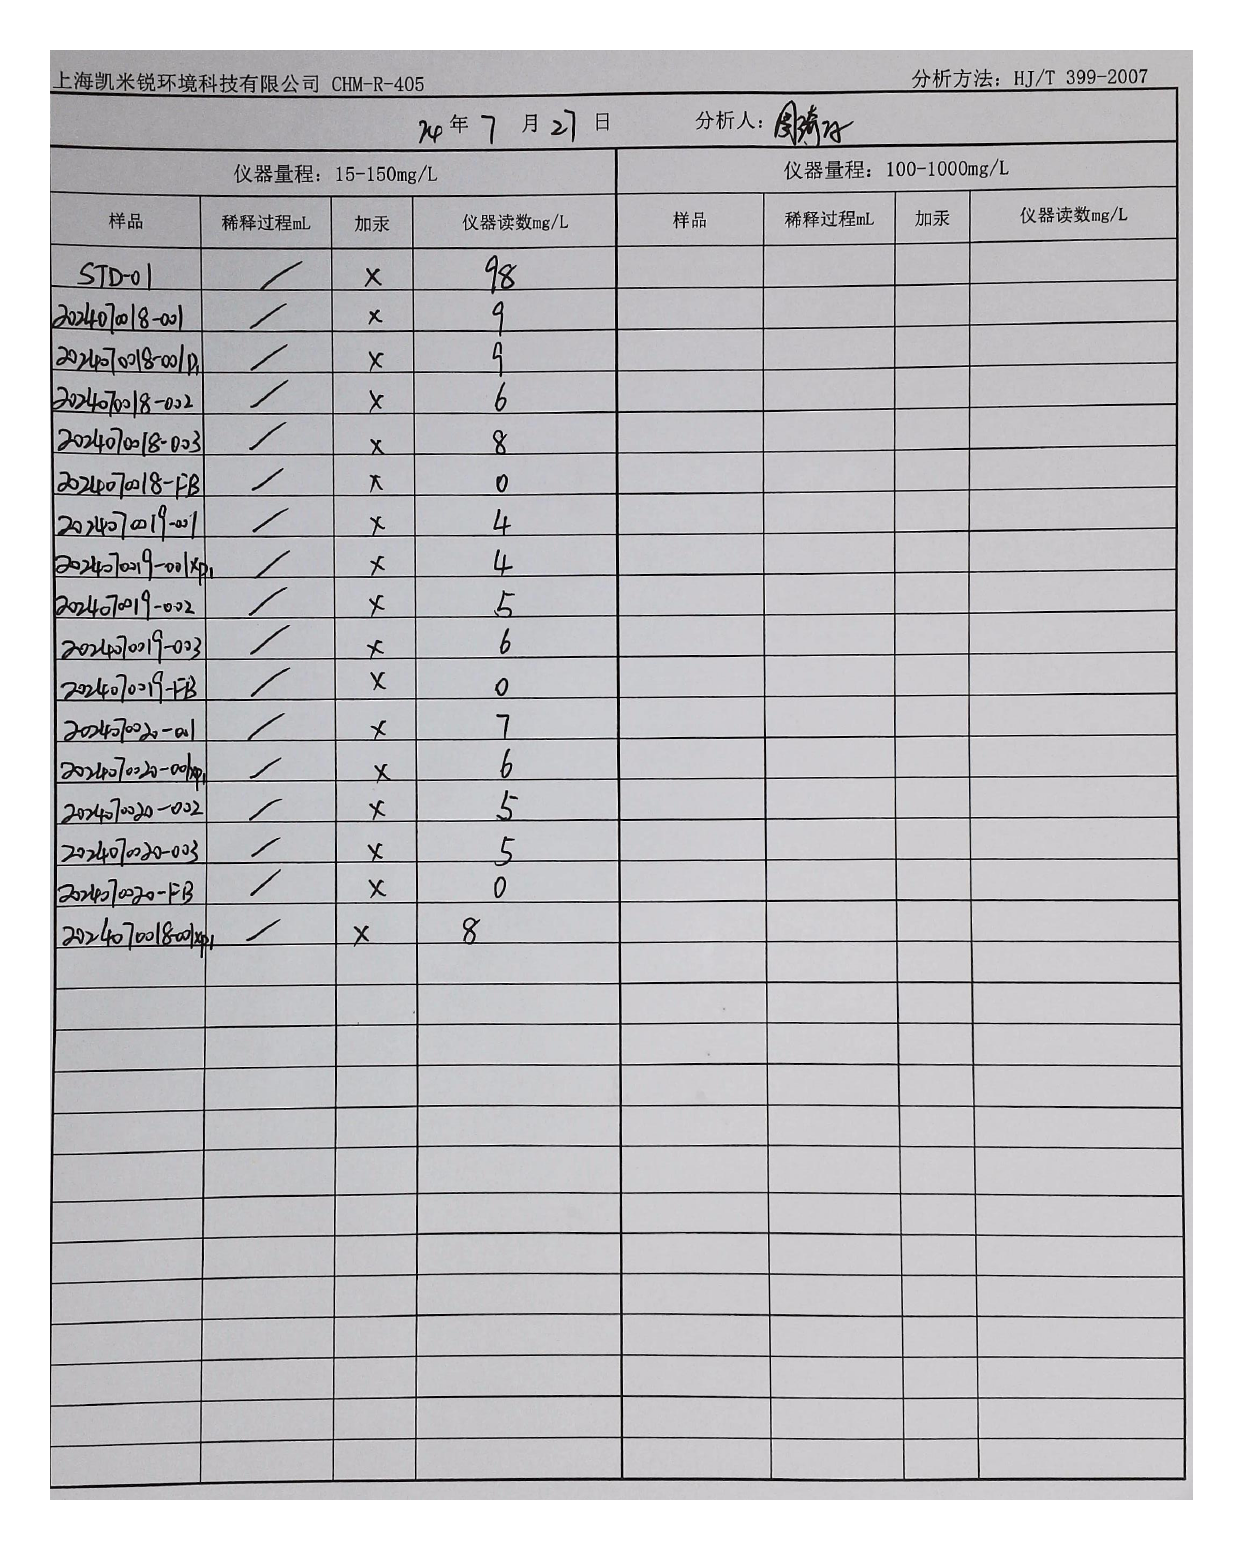 上海凯米锐环境科技有限公司 CHM-R-405 分析方法: HJ/T 399-2007
24 年 7 月 27 日 分析人:
仪器量程: 15-150mg/L 仪器量程: 100-1000mg/L
样品 稀释过程mL 加汞 仪器读数mg/L 样品 稀释过程mL 加汞 仪器读数mg/L
STD-01 / x 98
2024070018-001 / x 9
2024070018-001P1 / x 9
2024070018-002 / x 6
2024070018-003 / x 8
2024070018-FB / x 0
2024070019-001 / x 4
2024070019-001XP1 / x 4
2024070019-002 / x 5
2024070019-003 / x 6
2024070019-FB / x 0
2024070020-001 / x 7
2024070020-001XP1 / x 6
2024070020-002 / x 5
2024070020-003 / x 5
2024070020-FB / x 0
2024070018-001XP1 / x 8